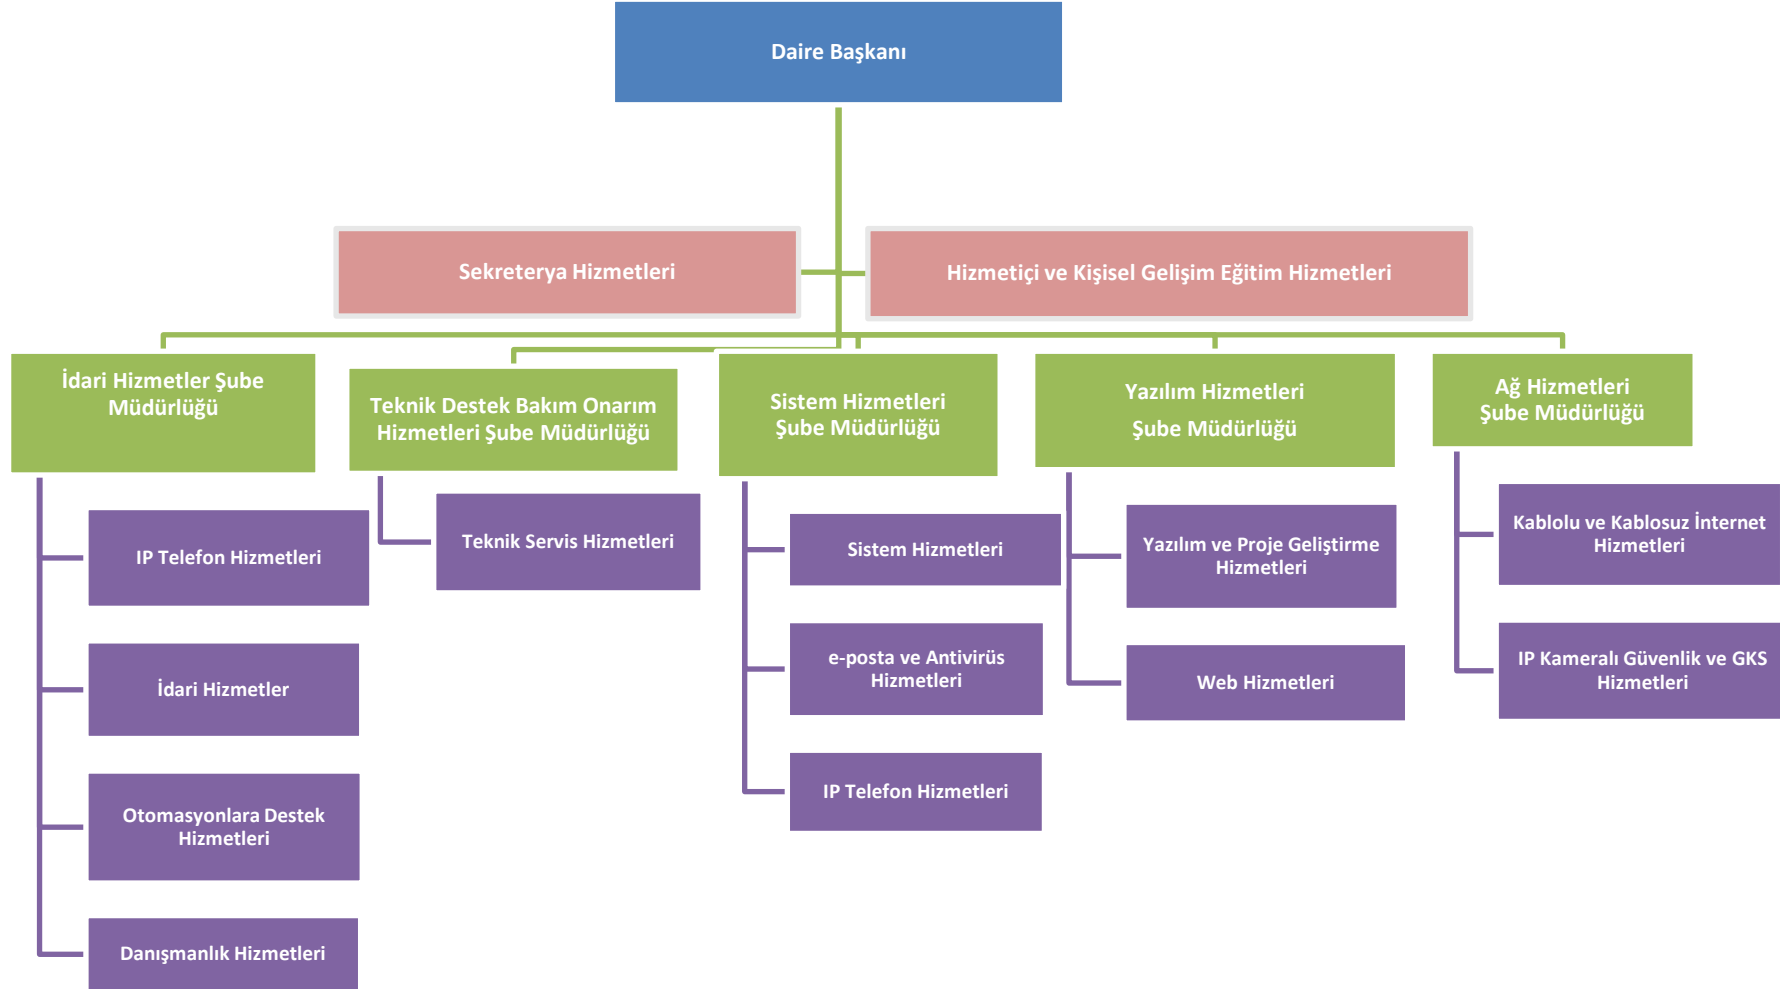 Daire Başkanı
Sekreterya Hizmetleri
Hizmetiçi ve Kişisel Gelişim Eğitim Hizmetleri
İdari Hizmetler Şube
Müdürlüğü
Teknik Destek Bakım Onarım
Hizmetleri Şube Müdürlüğü
Sistem Hizmetleri
Şube Müdürlüğü
Yazılım Hizmetleri
Şube Müdürlüğü
Ağ Hizmetleri
Şube Müdürlüğü
IP Telefon Hizmetleri
İdari Hizmetler
Otomasyonlara Destek
Hizmetleri
Danışmanlık Hizmetleri
Teknik Servis Hizmetleri
Sistem Hizmetleri
e-posta ve Antivirüs
Hizmetleri
IP Telefon Hizmetleri
Yazılım ve Proje Geliştirme
Hizmetleri
Web Hizmetleri
Kablolu ve Kablosuz İnternet
Hizmetleri
IP Kameralı Güvenlik ve GKS
Hizmetleri